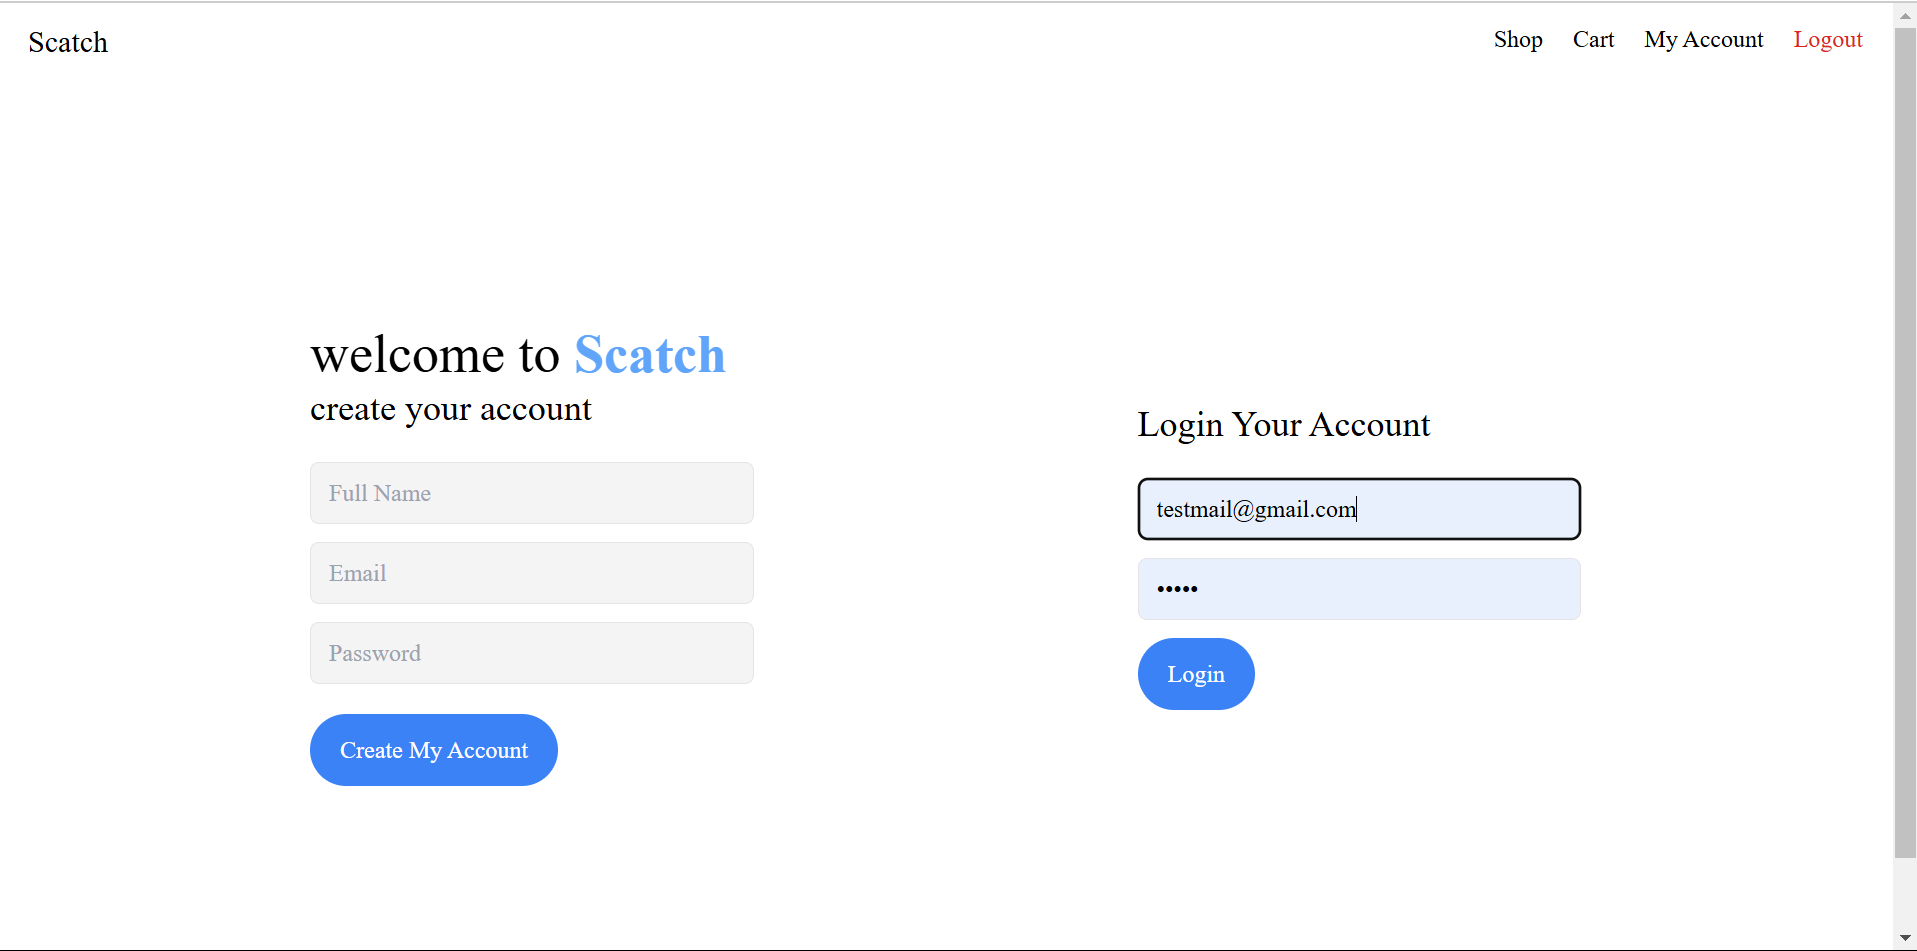 Scatch
Shop Cart My Account Logout
welcome to Scatch
create your account
Full Name
Email
Password
Create My Account
Login Your Account
testmail@gmail.com
•••••
Login